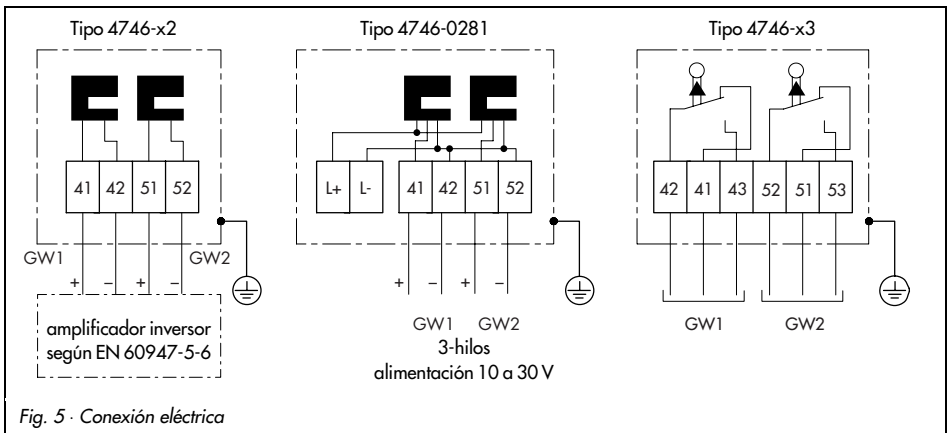 Tipo 4746-x2 Tipo 4746-0281 Tipo 4746-x3
41 42 51 52 L+ L- 41 42 51 52 42 41 43 52 51 53
GW1 GW2
+ − + − + − + −
amplificador inversor
según EN 60947-5-6
GW1 GW2 GW1 GW2
3-hilos
alimentación 10 a 30 V
Fig. 5 · Conexión eléctrica